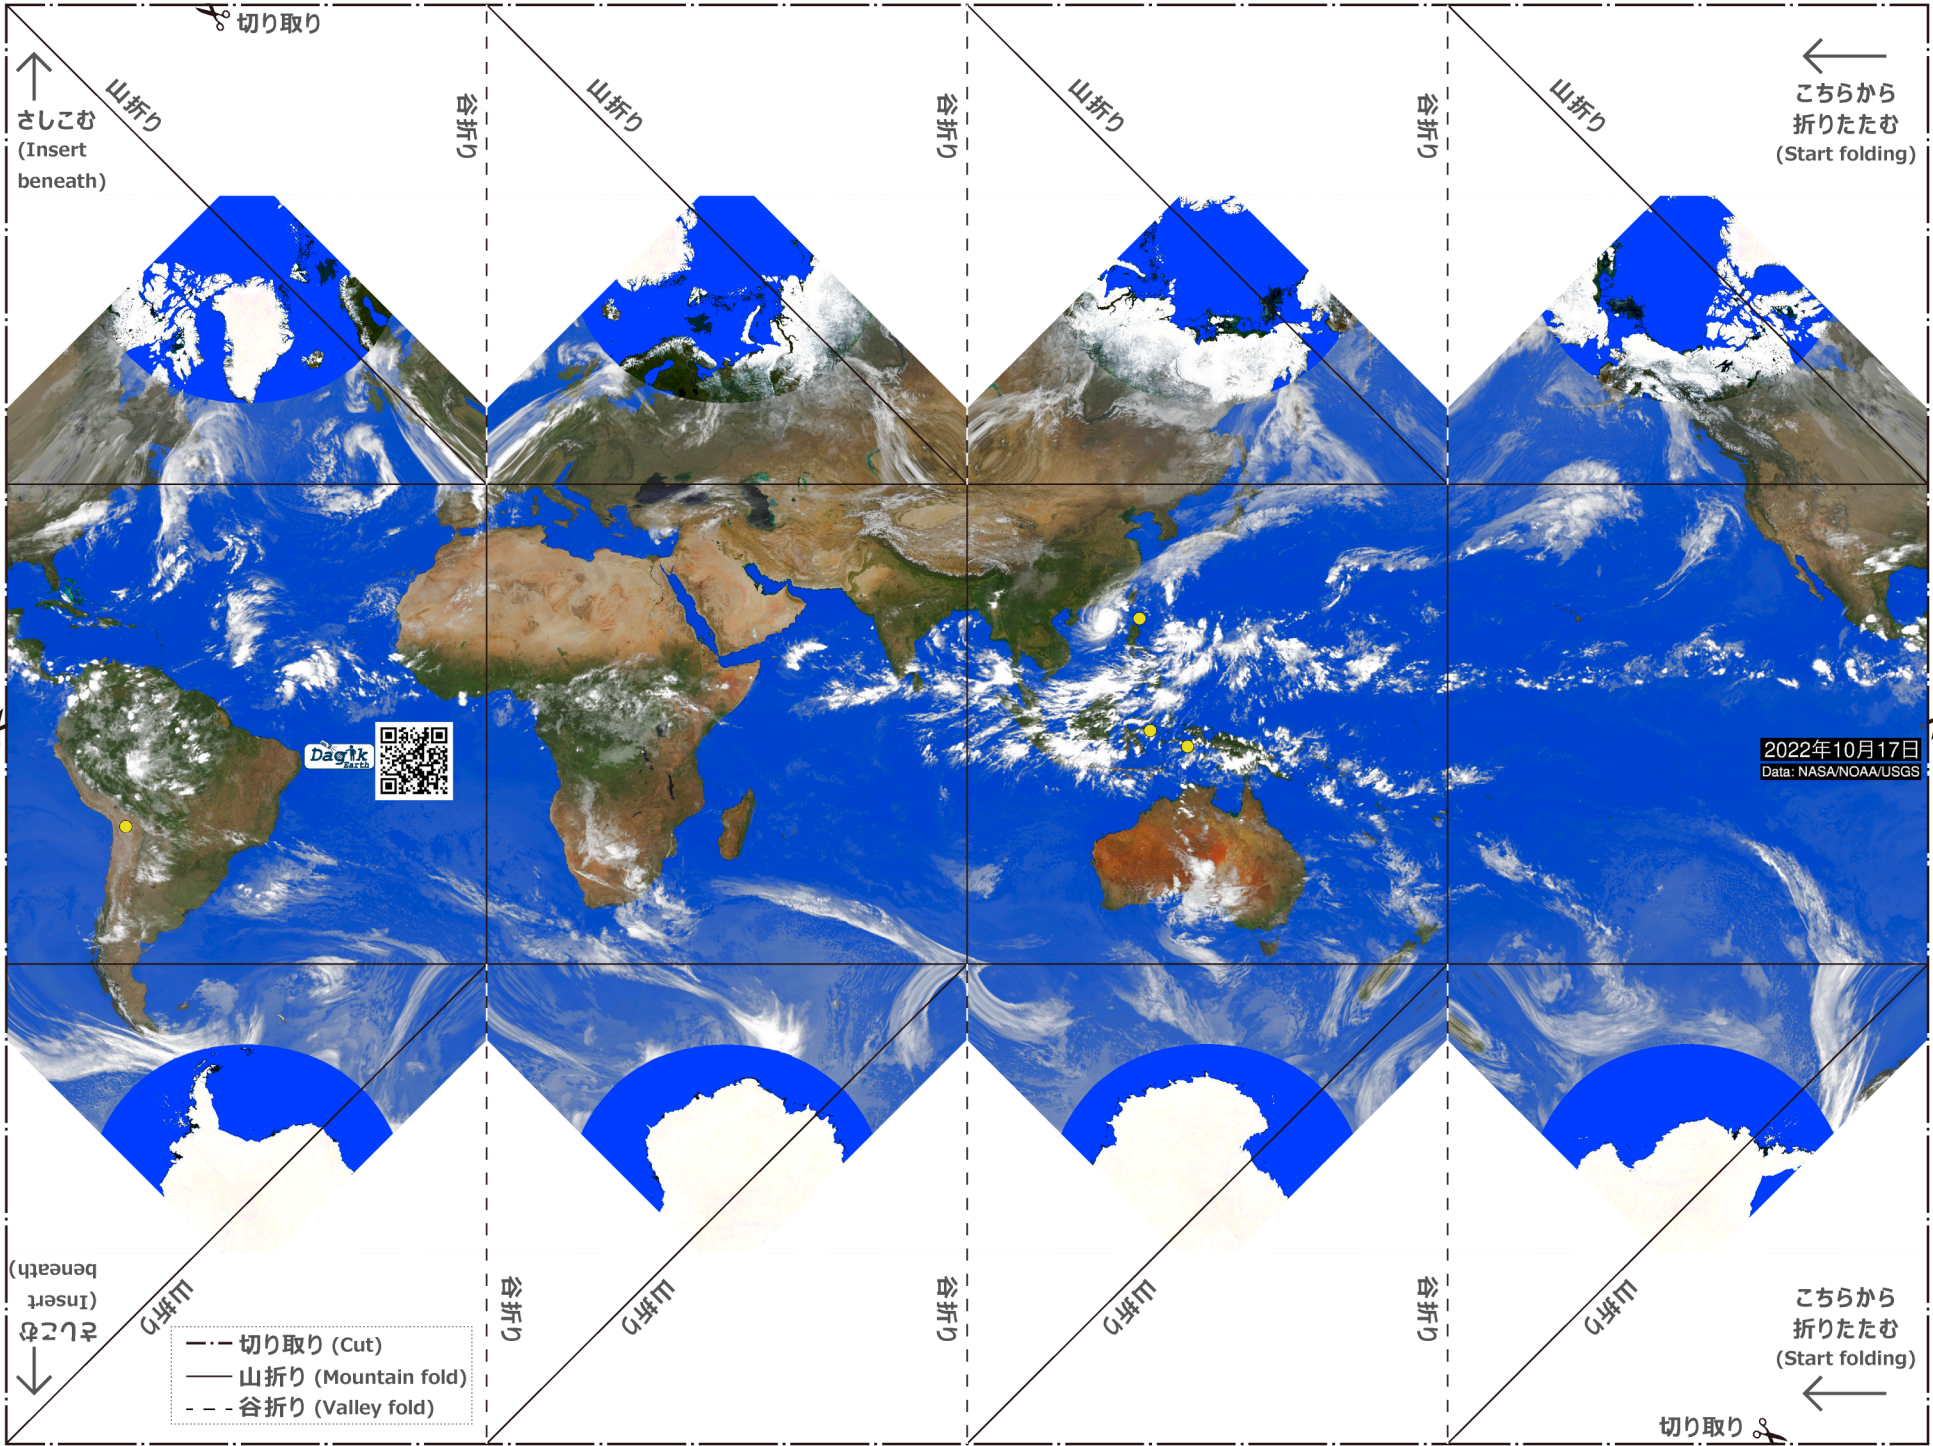 切り取り
山折り
谷折り
山折り
谷折り
山折り
谷折り
山折り
さしこむ
(Insert
beneath)
こちらから
折りたたむ
(Start folding)
Dagik
Earth
2022年10月17日
Data: NASA/NOAA/USGS
さしこむ
(Insert
beneath)
山折り
谷折り
山折り
谷折り
山折り
谷折り
山折り
切り取り (Cut)
山折り (Mountain fold)
谷折り (Valley fold)
こちらから
折りたたむ
(Start folding)
切り取り